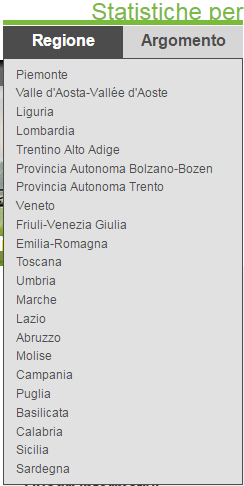 Statistiche per
Regione Argomento
Piemonte
Valle d'Aosta-Vallée d'Aoste
Liguria
Lombardia
Trentino Alto Adige
Provincia Autonoma Bolzano-Bozen
Provincia Autonoma Trento
Veneto
Friuli-Venezia Giulia
Emilia-Romagna
Toscana
Umbria
Marche
Lazio
Abruzzo
Molise
Campania
Puglia
Basilicata
Calabria
Sicilia
Sardegna